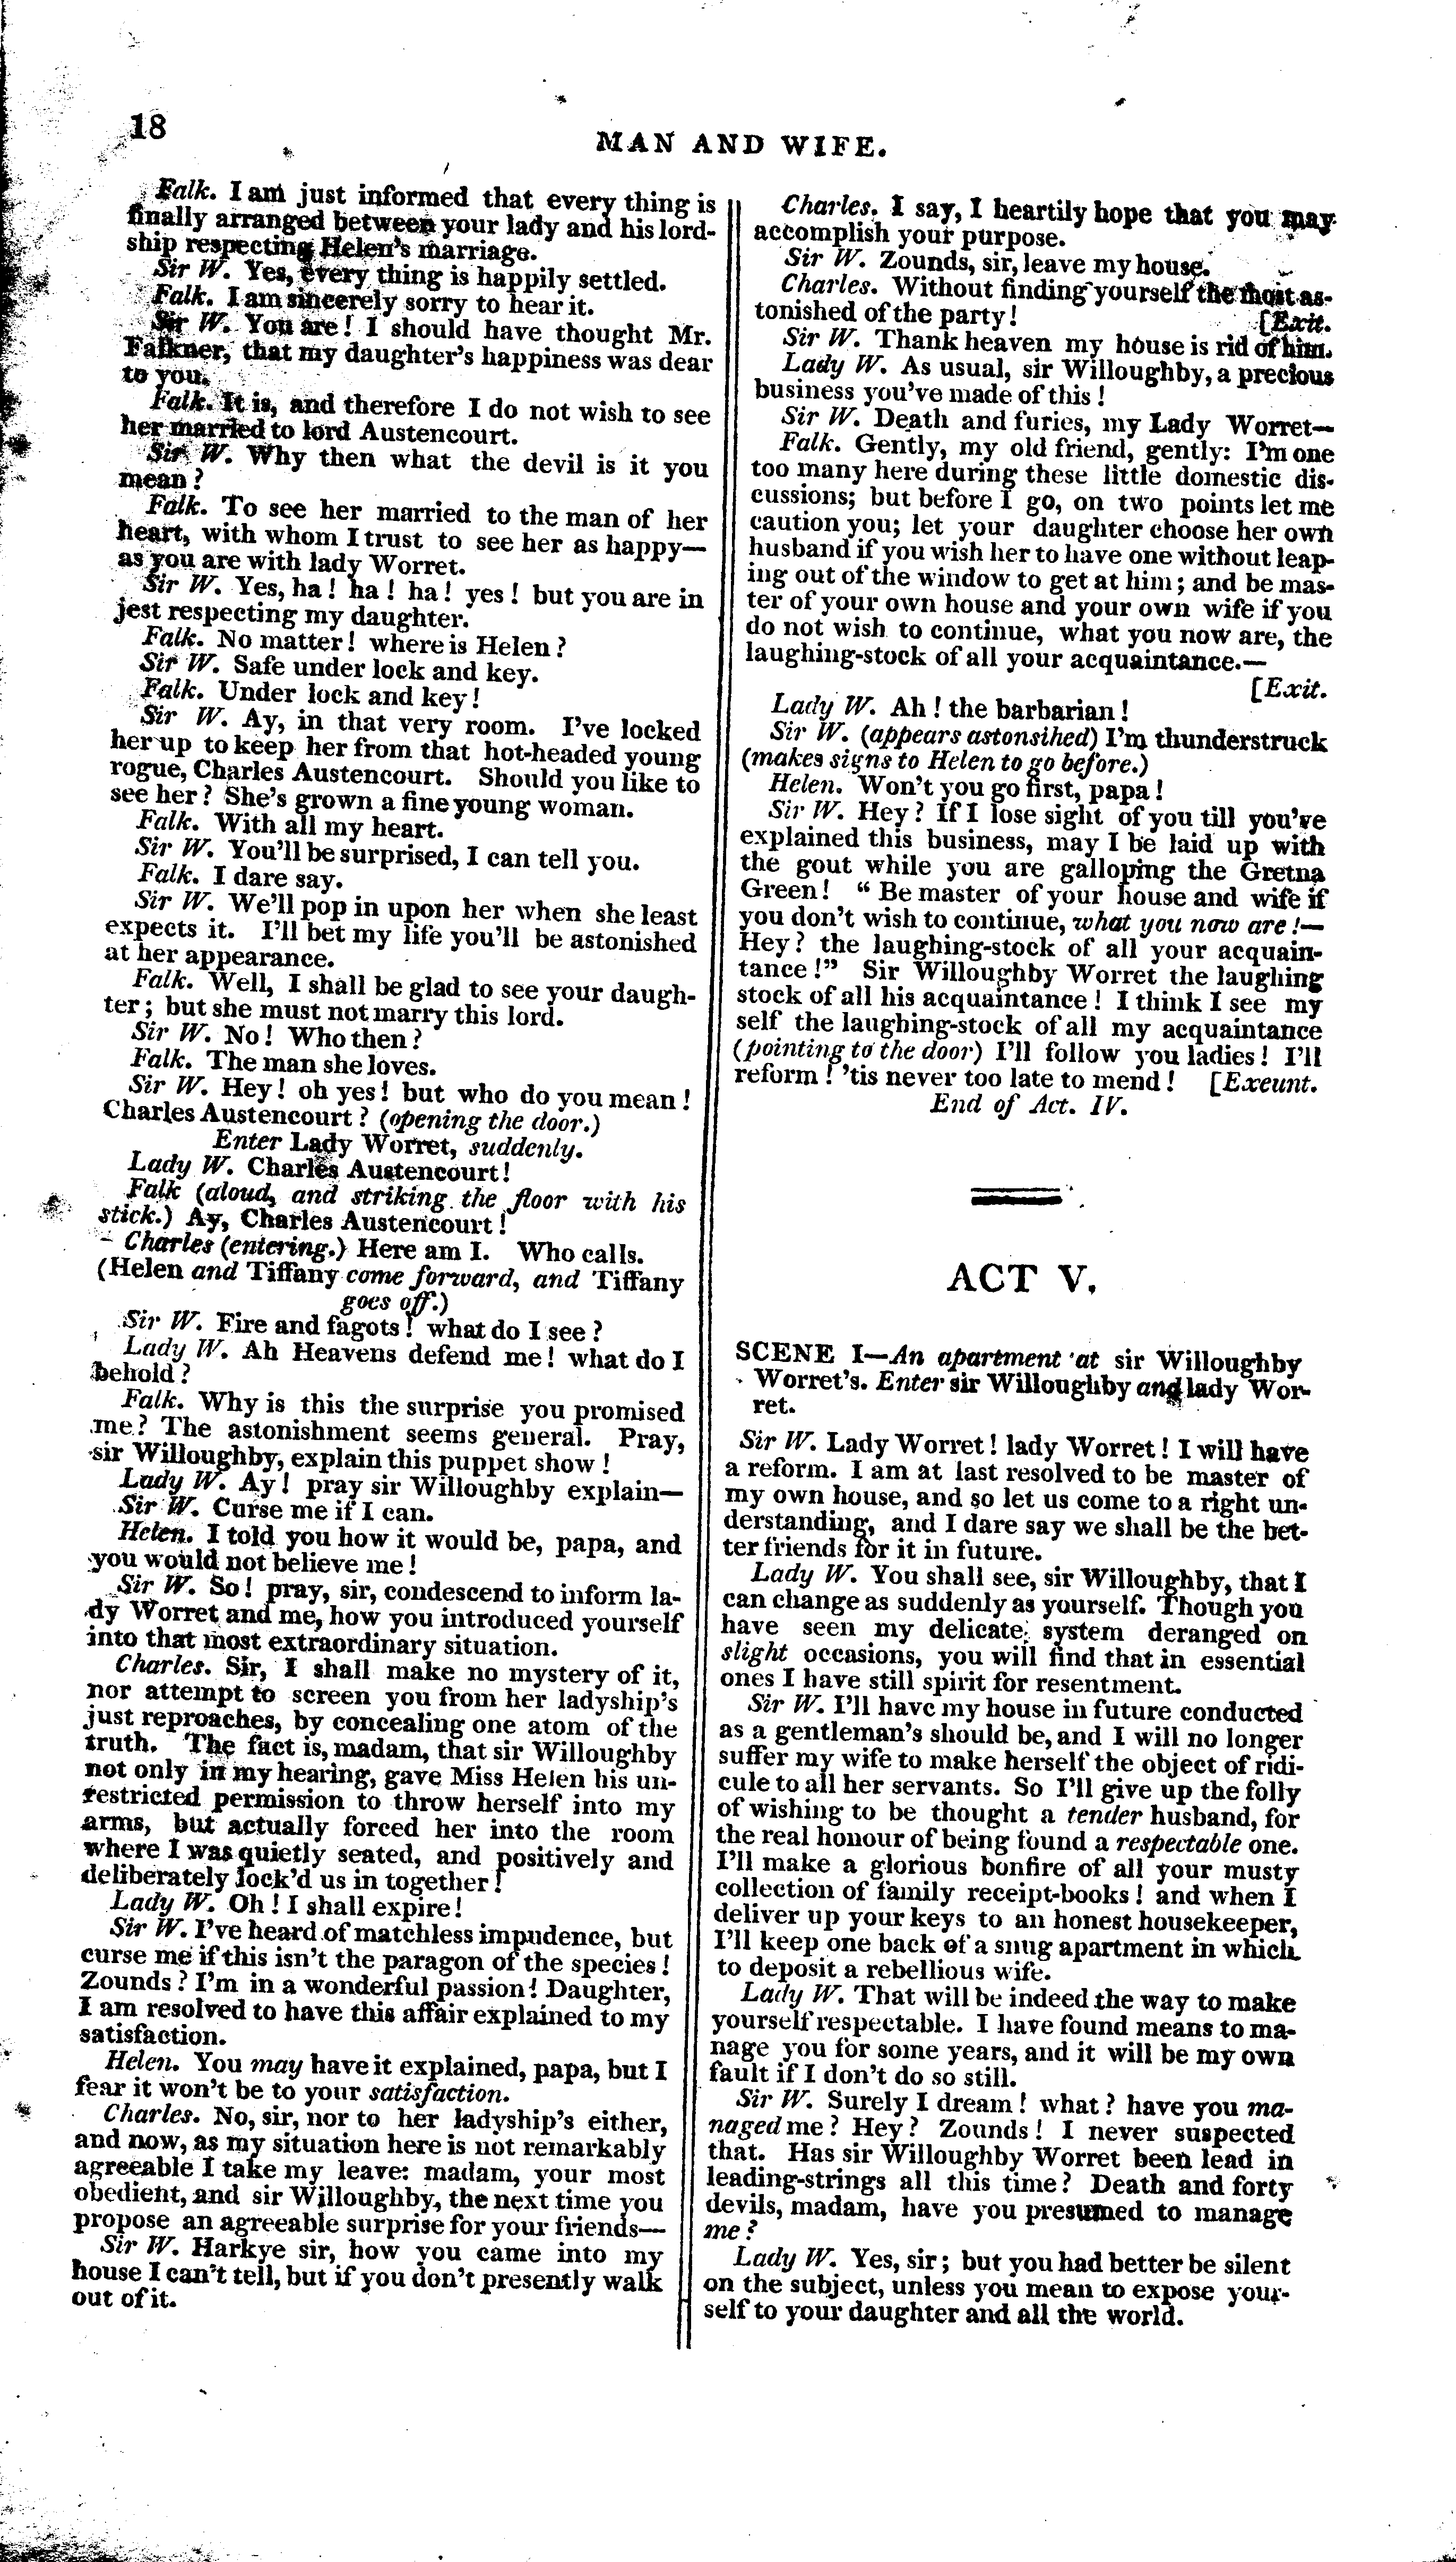 18
MAN AND WIFE.
Falk. I am just informed that every thing is
finally arranged between your lady and his lord-
ship respecting Helen's marriage.
Sir W. Yes, every thing is happily settled.
Falk. I am sincerely sorry to hear it.
Sir W. You are! I should have thought Mr.
Falkner, that my daughter's happiness was dear
to you.
Falk. It is, and therefore I do not wish to see
her married to lord Austencourt.
Sir W. Why then what the devil is it you
mean?
Falk. To see her married to the man of her
heart, with whom I trust to see her as happy—
as you are with lady Worret.
Sir W. Yes, ha! ha! ha! yes! but you are in
jest respecting my daughter.
Falk. No matter! where is Helen?
Sir W. Safe under lock and key.
Falk. Under lock and key!
Sir W. Ay, in that very room. I've locked
her up to keep her from that hot-headed young
rogue, Charles Austencourt. Should you like to
see her? She's grown a fine young woman.
Falk. With all my heart.
Sir W. You'll be surprised, I can tell you.
Falk. I dare say.
Sir W. We'll pop in upon her when she least
expects it. I'll bet my life you'll be astonished
at her appearance.
Falk. Well, I shall be glad to see your daugh-
ter; but she must not marry this lord.
Sir W. No! Who then?
Falk. The man she loves.
Sir W. Hey! oh yes! but who do you mean!
Charles Austencourt? (opening the door.)
Enter Lady Worret, suddenly.
Lady W. Charles Austencourt!
Falk (aloud, and striking the floor with his
stick.) Ay, Charles Austencourt!
Charles (entering.) Here am I. Who calls.
(Helen and Tiffany come forward, and Tiffany
goes off.)
Sir W. Fire and fagots! what do I see?
Lady W. Ah Heavens defend me! what do I
behold?
Falk. Why is this the surprise you promised
me? The astonishment seems general. Pray,
sir Willoughby, explain this puppet show!
Lady W. Ay! pray sir Willoughby explain—
Sir W. Curse me if I can.
Helen. I told you how it would be, papa, and
you would not believe me!
Sir W. So! pray, sir, condescend to inform la-
dy Worret and me, how you introduced yourself
into that most extraordinary situation.
Charles. Sir, I shall make no mystery of it,
nor attempt to screen you from her ladyship's
just reproaches, by concealing one atom of the
truth. The fact is, madam, that sir Willoughby
not only in my hearing, gave Miss Helen his un-
restricted permission to throw herself into my
arms, but actually forced her into the room
where I was quietly seated, and positively and
deliberately lock'd us in together!
Lady W. Oh! I shall expire!
Sir W. I've heard of matchless impudence, but
curse me if this isn't the paragon of the species!
Zounds? I'm in a wonderful passion! Daughter,
I am resolved to have this affair explained to my
satisfaction.
Helen. You may have it explained, papa, but I
fear it won't be to your satisfaction.
Charles. No, sir, nor to her ladyship's either,
and now, as my situation here is not remarkably
agreeable I take my leave: madam, your most
obedient, and sir Willoughby, the next time you
propose an agreeable surprise for your friends—
Sir W. Harkye sir, how you came into my
house I can't tell, but if you don't presently walk
out of it.
Charles. I say, I heartily hope that you may
accomplish your purpose.
Sir W. Zounds, sir, leave my house.
Charles. Without finding yourself the most as-
tonished of the party! [Exit.
Sir W. Thank heaven my house is rid of him.
Lady W. As usual, sir Willoughby, a precious
business you've made of this!
Sir W. Death and furies, my Lady Worret—
Falk. Gently, my old friend, gently: I'm one
too many here during these little domestic dis-
cussions; but before I go, on two points let me
caution you; let your daughter choose her own
husband if you wish her to have one without leap-
ing out of the window to get at him; and be mas-
ter of your own house and your own wife if you
do not wish to continue, what you now are, the
laughing-stock of all your acquaintance.—
[Exit.
Lady W. Ah! the barbarian!
Sir W. (appears astonsihed) I'm thunderstruck
(makes signs to Helen to go before.)
Helen. Won't you go first, papa!
Sir W. Hey? If I lose sight of you till you've
explained this business, may I be laid up with
the gout while you are galloping the Gretna
Green! "Be master of your house and wife if
you don't wish to continue, what you now are!—
Hey? the laughing-stock of all your acquain-
tance!" Sir Willoughby Worret the laughing
stock of all his acquaintance! I think I see my
self the laughing-stock of all my acquaintance
(pointing to the door) I'll follow you ladies! I'll
reform! 'tis never too late to mend! [Exeunt.
End of Act. IV.
ACT V.
SCENE I—An apartment at sir Willoughby
Worret's. Enter sir Willoughby and lady Wor-
ret.
Sir W. Lady Worret! lady Worret! I will have
a reform. I am at last resolved to be master of
my own house, and so let us come to a right un-
derstanding, and I dare say we shall be the bet-
ter friends for it in future.
Lady W. You shall see, sir Willoughby, that I
can change as suddenly as yourself. Though you
have seen my delicate system deranged on
slight occasions, you will find that in essential
ones I have still spirit for resentment.
Sir W. I'll have my house in future conducted
as a gentleman's should be, and I will no longer
suffer my wife to make herself the object of ridi-
cule to all her servants. So I'll give up the folly
of wishing to be thought a tender husband, for
the real honour of being found a respectable one.
I'll make a glorious bonfire of all your musty
collection of family receipt-books! and when I
deliver up your keys to an honest housekeeper,
I'll keep one back of a snug apartment in which
to deposit a rebellious wife.
Lady W. That will be indeed the way to make
yourself respectable. I have found means to ma-
nage you for some years, and it will be my own
fault if I don't do so still.
Sir W. Surely I dream! what? have you ma-
naged me? Hey? Zounds! I never suspected
that. Has sir Willoughby Worret been lead in
leading-strings all this time? Death and forty
devils, madam, have you presumed to manage
me?
Lady W. Yes, sir; but you had better be silent
on the subject, unless you mean to expose your-
self to your daughter and all the world.